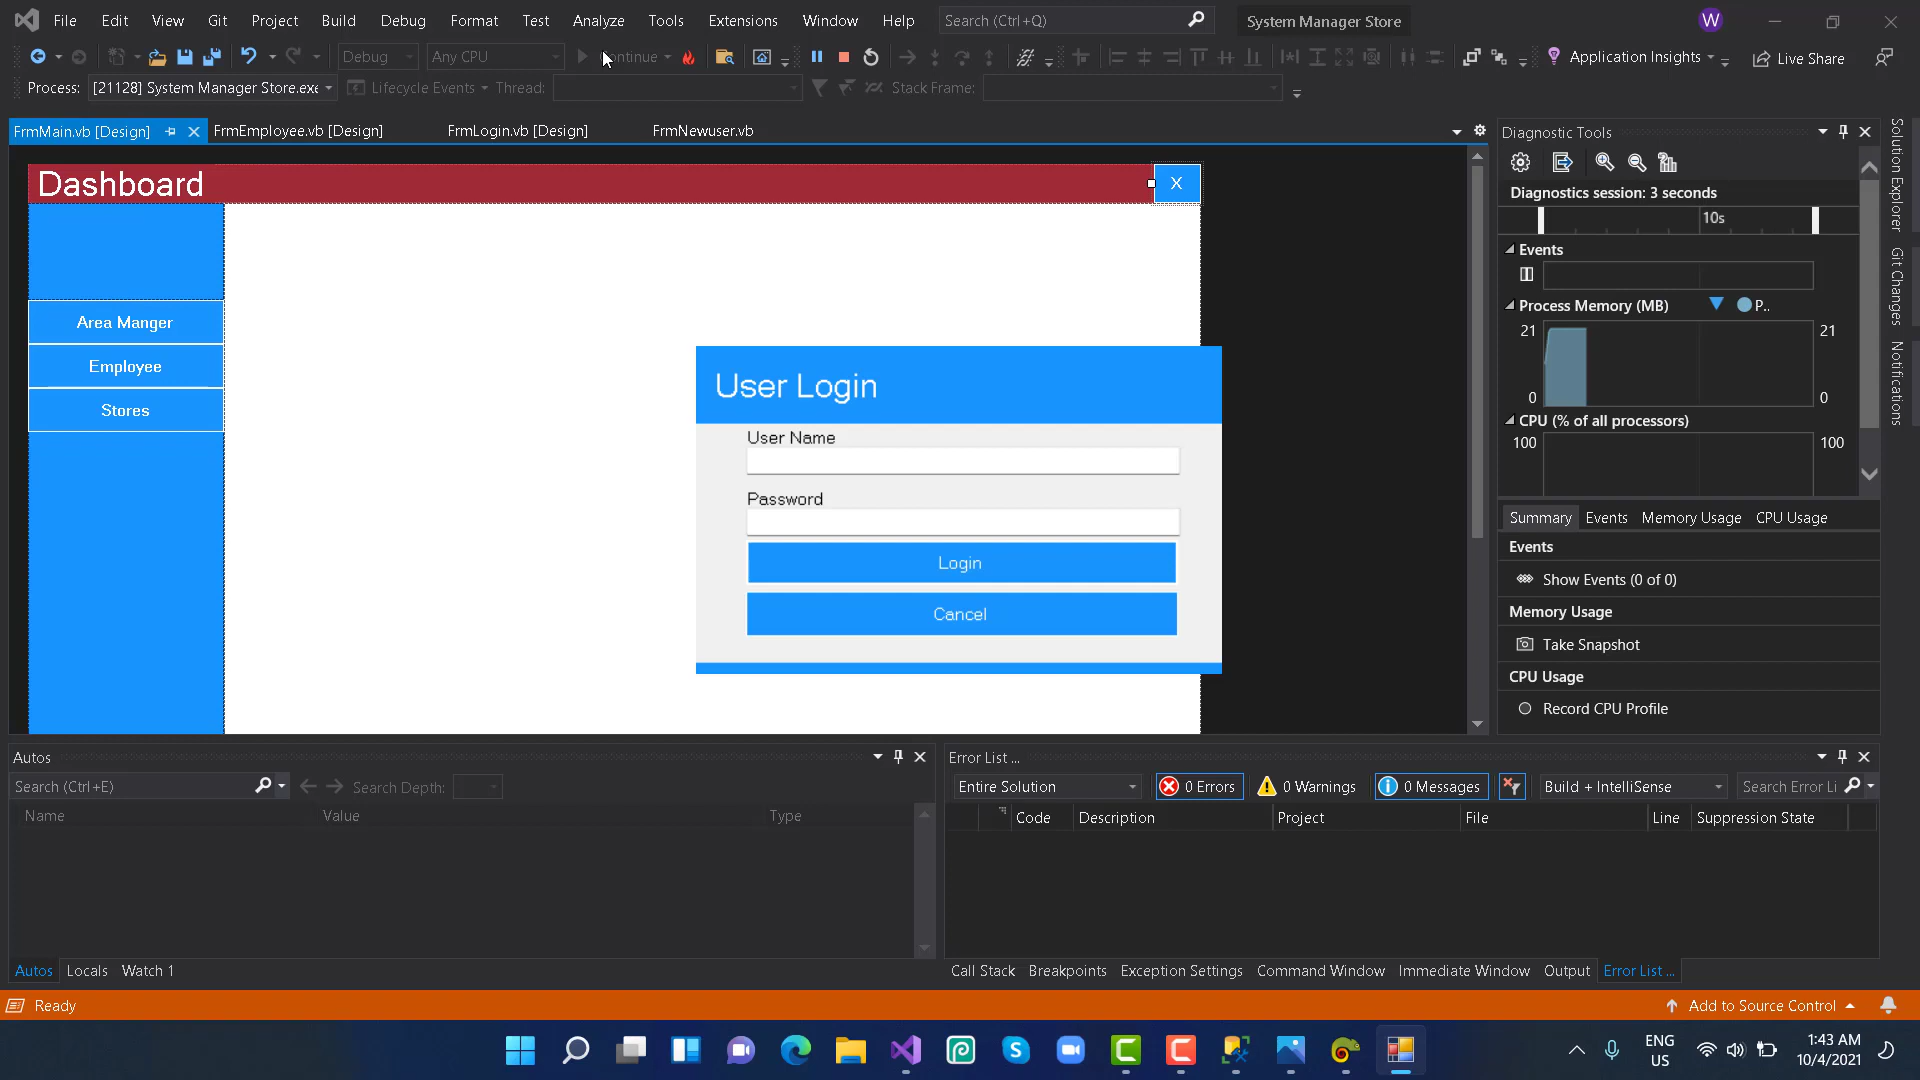 File Edit View Git Project Build Debug Format Test Analyze Tools Extensions Window Help Search (Ctrl+Q) System Manager Store W
Debug Any CPU Continue Application Insights Live Share
Process: [21128] System Manager Store.exe Lifecycle Events Thread: Stack Frame:
FrmMain.vb [Design] FrmEmployee.vb [Design] FrmLogin.vb [Design] FrmNewuser.vb
Dashboard X
Area Manger
Employee
Stores
User Login
User Name
Password
Login
Cancel
Diagnostic Tools
Diagnostics session: 3 seconds
10s
Events
Process Memory (MB) P..
21 21
0 0
CPU (% of all processors)
100 100
Summary Events Memory Usage CPU Usage
Events
Show Events (0 of 0)
Memory Usage
Take Snapshot
CPU Usage
Record CPU Profile
Solution Explorer
Git Changes
Notifications
Autos
Search (Ctrl+E) Search Depth:
Name Value Type
Autos Locals Watch 1
Error List ...
Entire Solution 0 Errors 0 Warnings 0 Messages Build + IntelliSense Search Error Li
Code Description Project File Line Suppression State
Call Stack Breakpoints Exception Settings Command Window Immediate Window Output Error List ...
Ready Add to Source Control
ENG
US
1:43 AM
10/4/2021